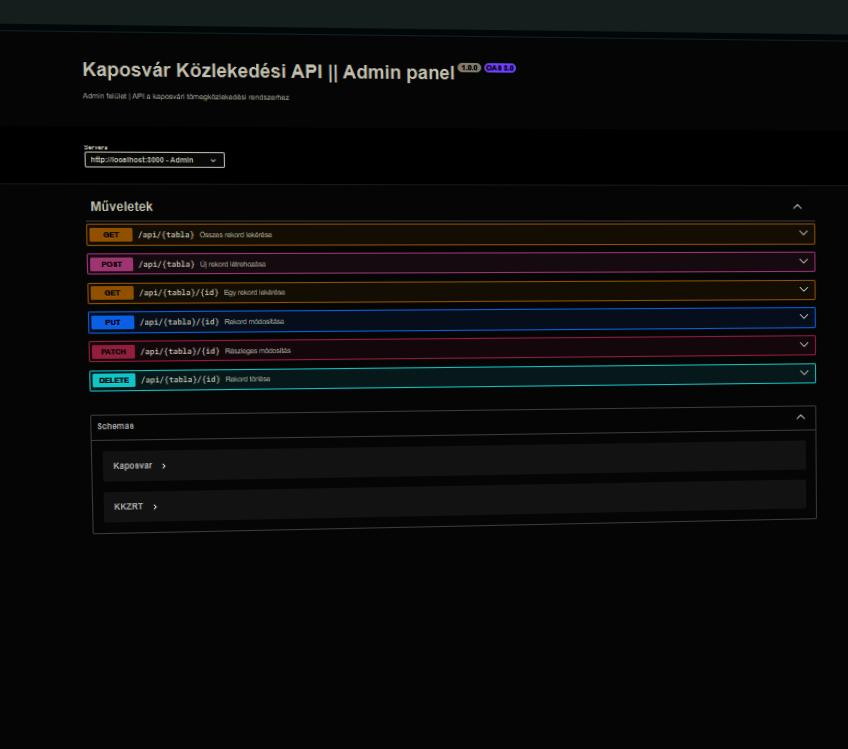 Kaposvár Közlekedési API || Admin panel 1.0.0 OAS 3.0
Admin felület | API a kaposvári tömegközlekedési rendszerhez
Servers
http://localhost:3000 - Admin
Műveletek
GET /api/{tabla} Összes rekord lekérése
POST /api/{tabla} Új rekord létrehozása
GET /api/{tabla}/{id} Egy rekord lekérése
PUT /api/{tabla}/{id} Rekord módosítása
PATCH /api/{tabla}/{id} Részleges módosítás
DELETE /api/{tabla}/{id} Rekord törlése
Schemas
Kaposvar
KKZRT